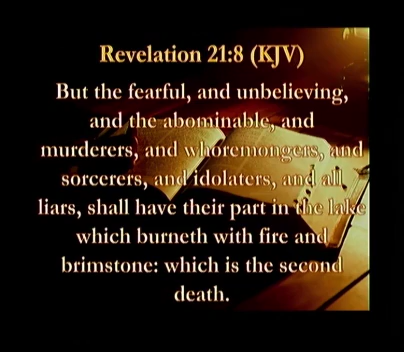 Revelation 21:8 (KJV)
But the fearful, and unbelieving,
and the abominable, and
murderers, and whoremongers, and
sorcerers, and idolaters, and all
liars, shall have their part in the lake
which burneth with fire and
brimstone: which is the second
death.